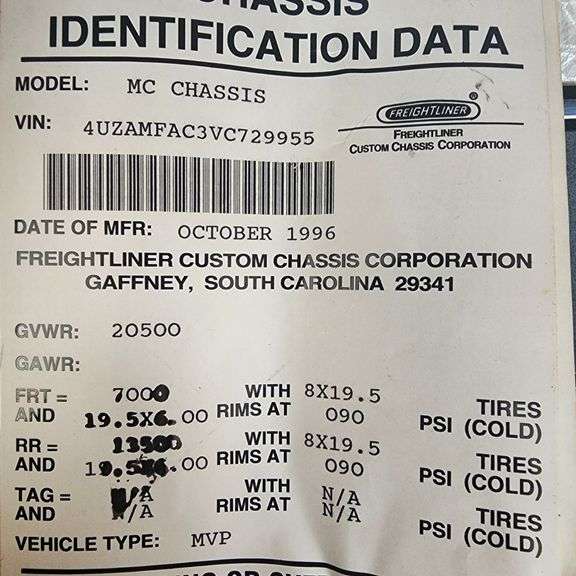 CHASSIS
IDENTIFICATION DATA
MODEL: MC CHASSIS
FREIGHTLINER
VIN: 4UZAMFAC3VC729955
FREIGHTLINER
CUSTOM CHASSIS CORPORATION
DATE OF MFR: OCTOBER 1996
FREIGHTLINER CUSTOM CHASSIS CORPORATION
GAFFNEY, SOUTH CAROLINA 29341
GVWR: 20500
GAWR:
FRT = 7000 WITH 8X19.5 TIRES
AND 19.5X6.00 RIMS AT 090 PSI (COLD)
RR = 13500 WITH 8X19.5 TIRES
AND 19.5X6.00 RIMS AT 090 PSI (COLD)
TAG = N/A WITH N/A TIRES
AND N/A RIMS AT N/A PSI (COLD)
VEHICLE TYPE: MVP